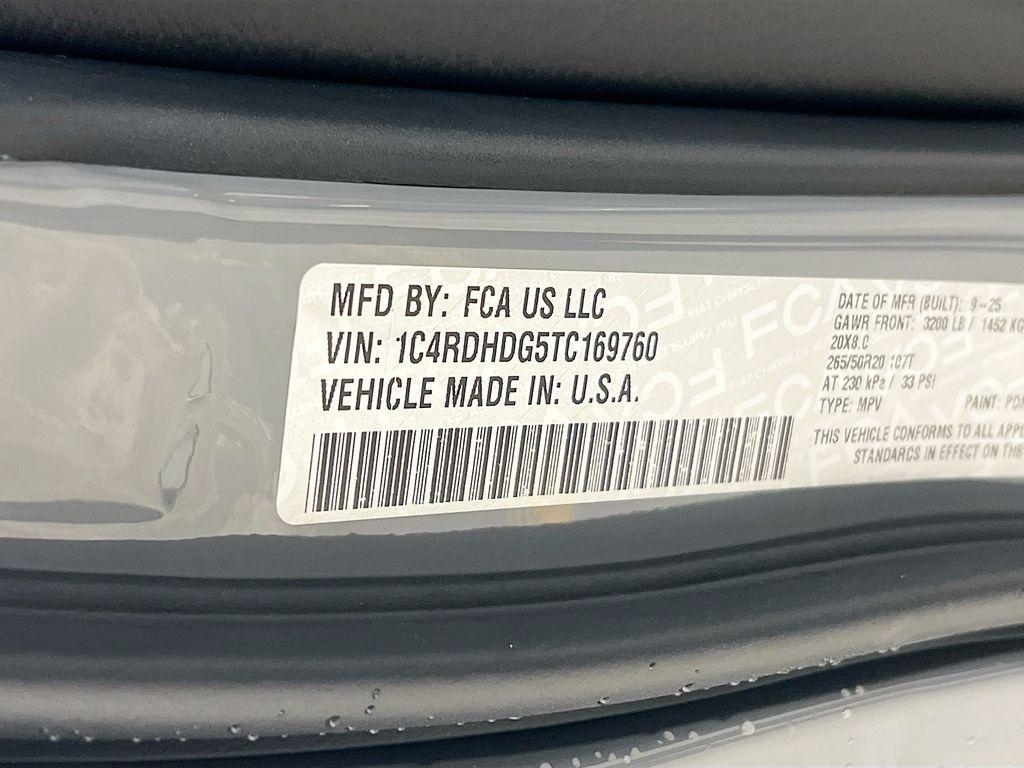 MFD BY: FCA US LLC
VIN: 1C4RDHDG5TC169760
VEHICLE MADE IN: U.S.A.
DATE OF MFR (BUILT): 9-25
GAWR FRONT: 3200 LB / 1452 KG
20X8.0
265/50R20 107T
AT 230 kPa / 33 PSI
TYPE: MPV PAINT:
THIS VEHICLE CONFORMS TO ALL
STANDARDS IN EFFECT ON THE